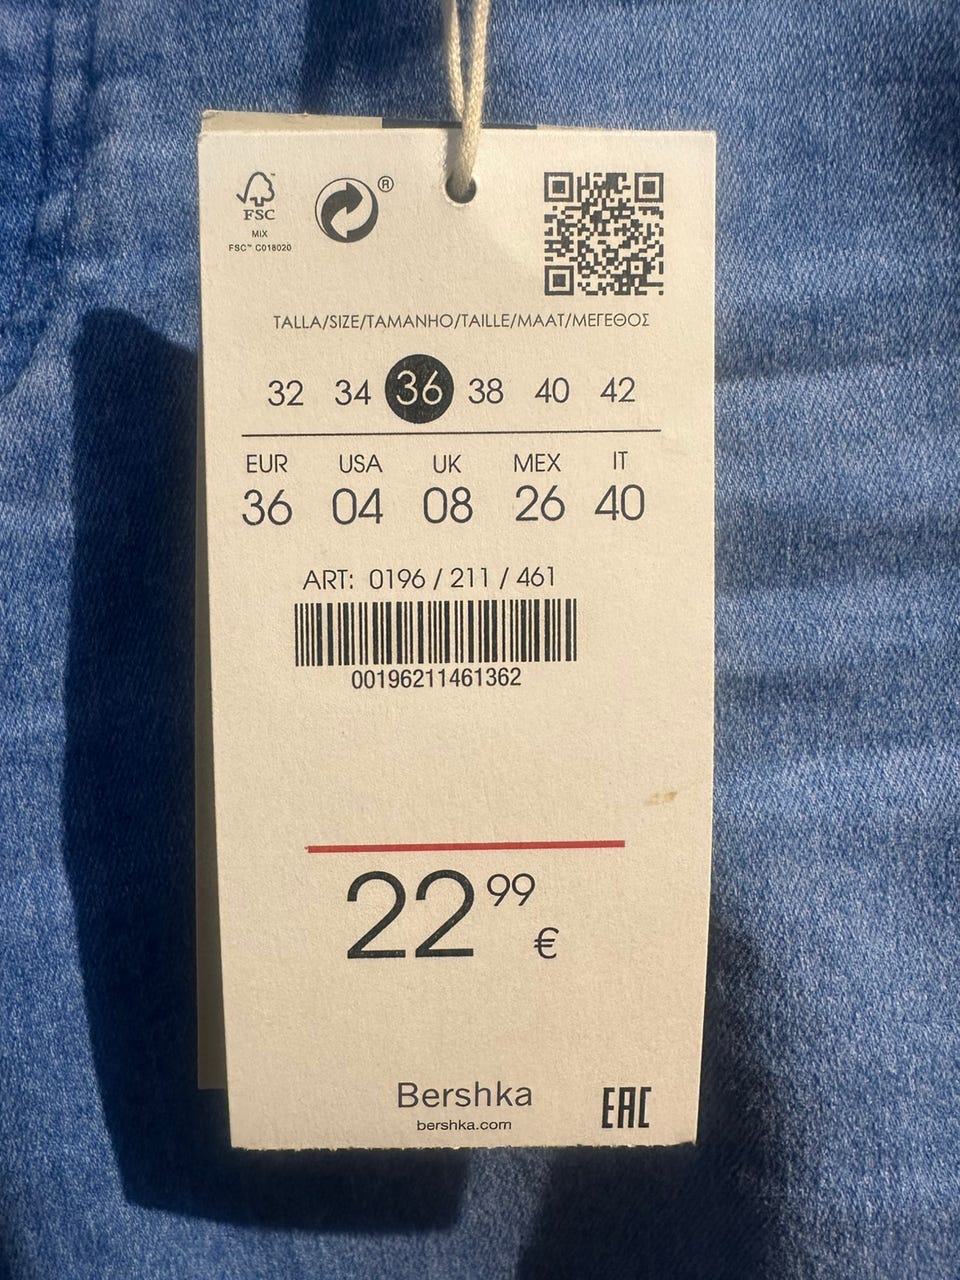 FSC™
MIX
FSC™ C018020
®
TALLA/SIZE/TAMANHO/TAILLE/MAAT/ΜΕΓΕΘΟΣ
32 34 36 38 40 42
EUR USA UK MEX IT
36 04 08 26 40
ART: 0196 / 211 / 461
00196211461362
22 99 €
Bershka
bershka.com
EAC